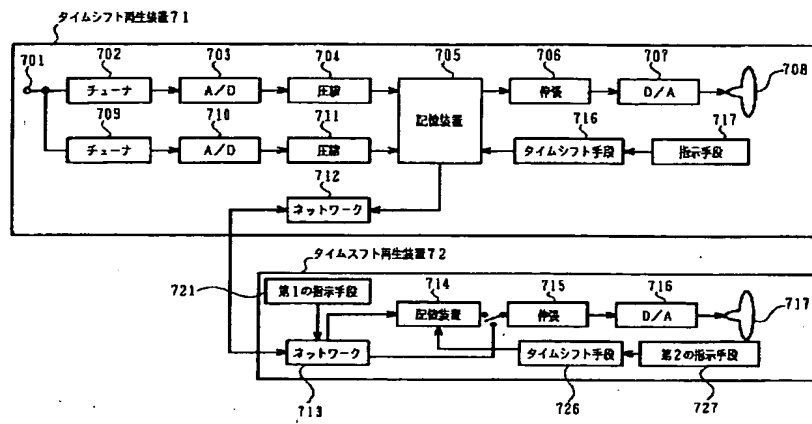 タイムシフト再生装置71
701
702
703
704
705
706
707
708
チューナ
A/D
圧縮
記憶装置
伸張
D/A
709
710
711
716
717
チューナ
A/D
圧縮
タイムシフト手段
指示手段
712
ネットワーク
タイムスフト再生装置72
721
第1の指示手段
714
715
716
717
記憶装置
伸張
D/A
ネットワーク
タイムシフト手段
第2の指示手段
713
726
727